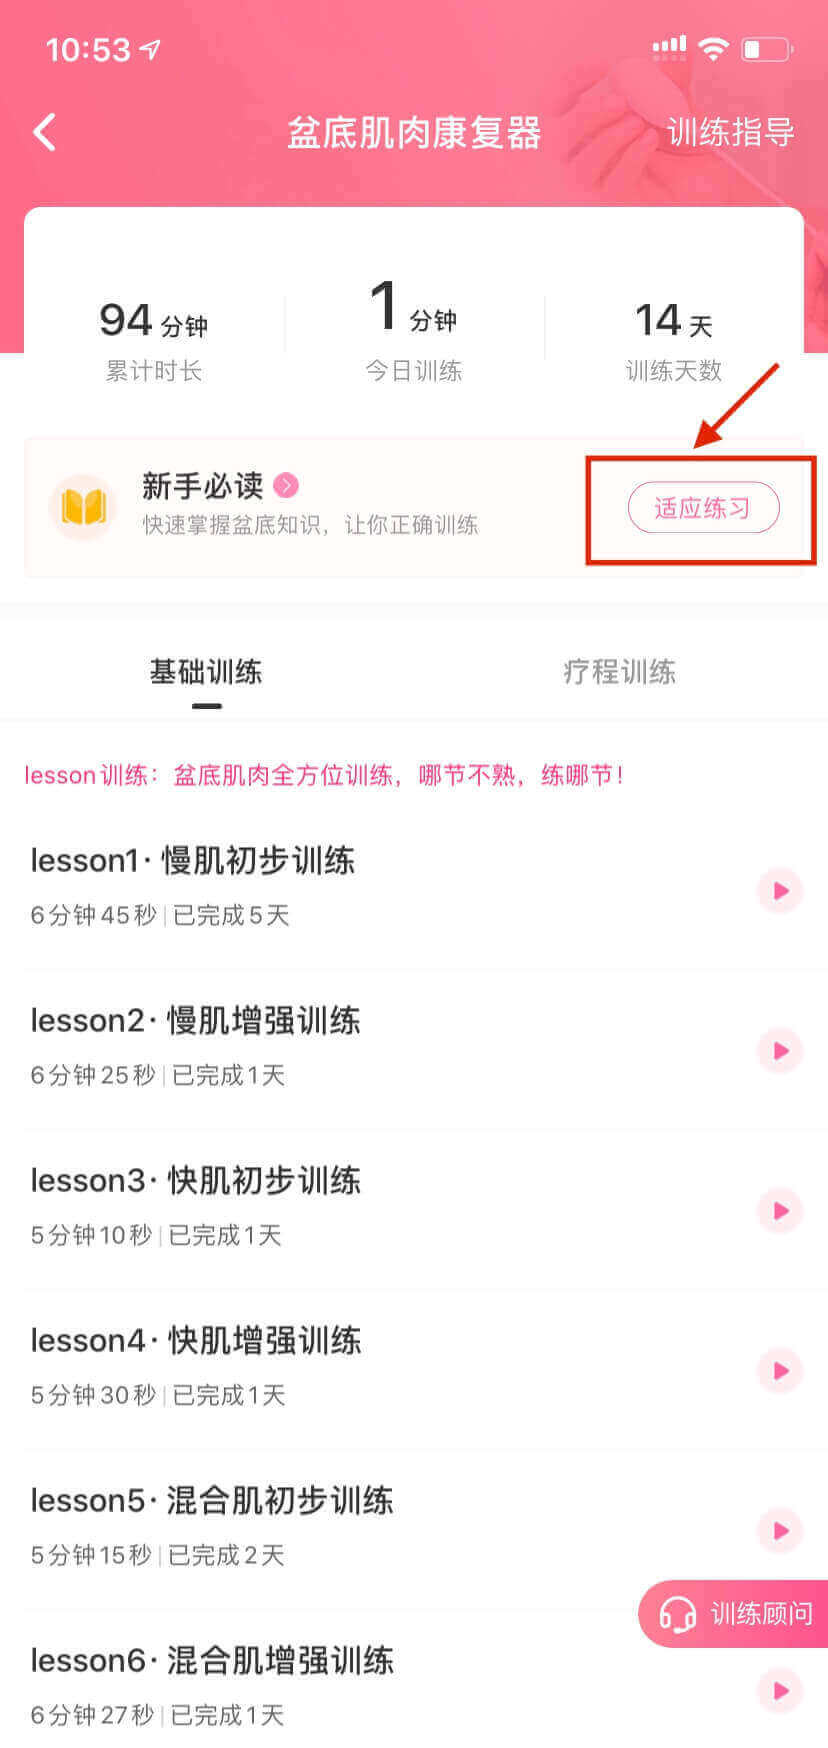 10:53
盆底肌肉康复器
训练指导
94分钟
累计时长
1分钟
今日训练
14天
训练天数
新手必读
快速掌握盆底知识，让你正确训练
适应练习
基础训练
疗程训练
lesson训练：盆底肌肉全方位训练，哪节不熟，练哪节！
lesson1· 慢肌初步训练
6分钟45秒|已完成5天
lesson2· 慢肌增强训练
6分钟25秒|已完成1天
lesson3· 快肌初步训练
5分钟10秒|已完成1天
lesson4· 快肌增强训练
5分钟30秒|已完成1天
lesson5· 混合肌初步训练
5分钟15秒|已完成2天
训练顾问
lesson6· 混合肌增强训练
6分钟27秒|已完成1天